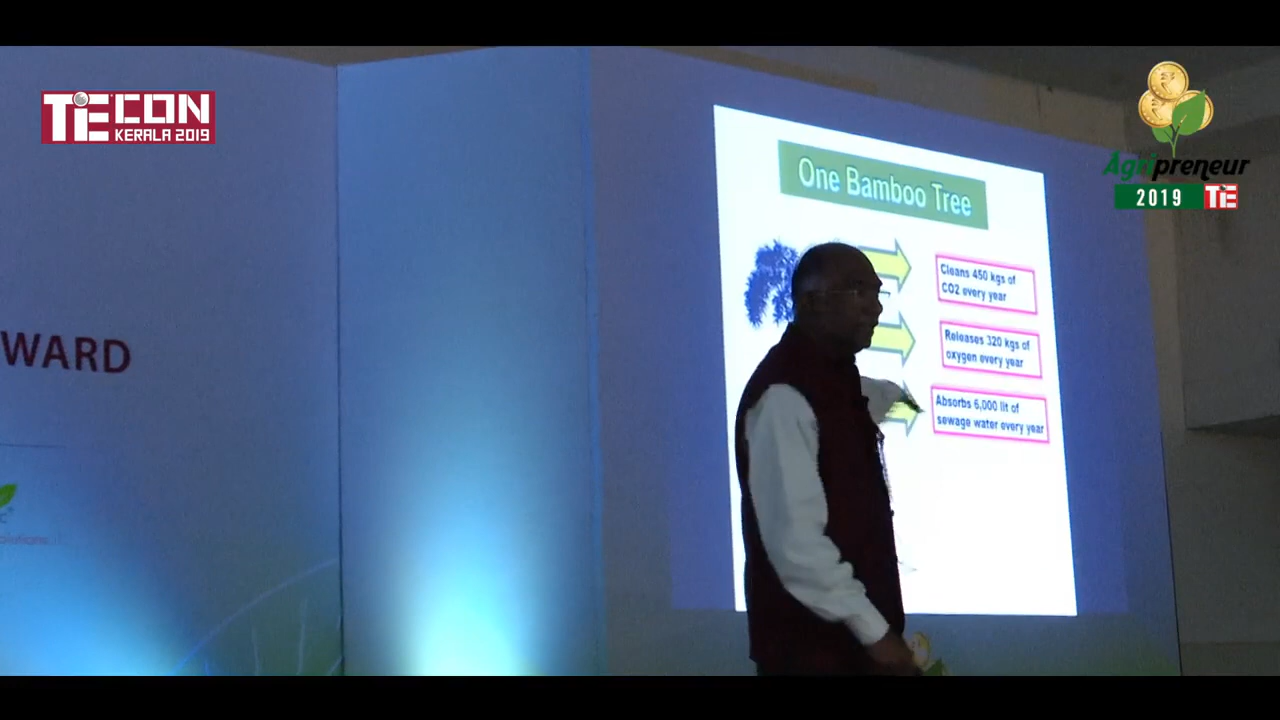 TiECON
KERALA 2019
Agripreneur
2019 TiE
WARD
One Bamboo Tree
Cleans 450 kgs of
CO2 every year
Releases 320 kgs of
oxygen every year
Absorbs 6,000 lit of
sewage water every year